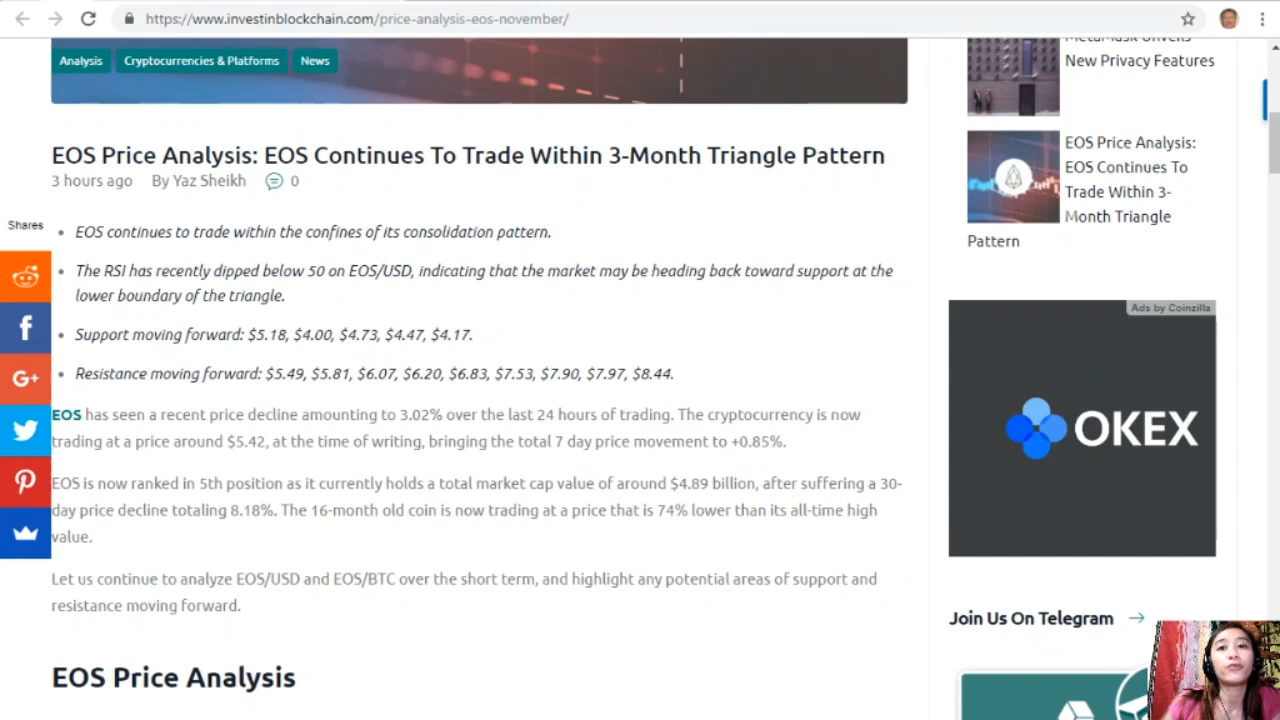 https://www.investinblockchain.com/price-analysis-eos-november/
Analysis
Cryptocurrencies & Platforms
News
EOS Price Analysis: EOS Continues To Trade Within 3-Month Triangle Pattern
3 hours ago By Yaz Sheikh 0
Shares
EOS continues to trade within the confines of its consolidation pattern.
The RSI has recently dipped below 50 on EOS/USD, indicating that the market may be heading back toward support at the
lower boundary of the triangle.
Support moving forward: $5.18, $4.00, $4.73, $4.47, $4.17.
Resistance moving forward: $5.49, $5.81, $6.07, $6.20, $6.83, $7.53, $7.90, $7.97, $8.44.
EOS has seen a recent price decline amounting to 3.02% over the last 24 hours of trading. The cryptocurrency is now
trading at a price around $5.42, at the time of writing, bringing the total 7 day price movement to +0.85%.
EOS is now ranked in 5th position as it currently holds a total market cap value of around $4.89 billion, after suffering a 30-
day price decline totaling 8.18%. The 16-month old coin is now trading at a price that is 74% lower than its all-time high
value.
Let us continue to analyze EOS/USD and EOS/BTC over the short term, and highlight any potential areas of support and
resistance moving forward.
EOS Price Analysis
MetaMask Unveils
New Privacy Features
EOS Price Analysis:
EOS Continues To
Trade Within 3-
Month Triangle
Pattern
Ads by Coinzilla
OKEX
Join Us On Telegram
G+